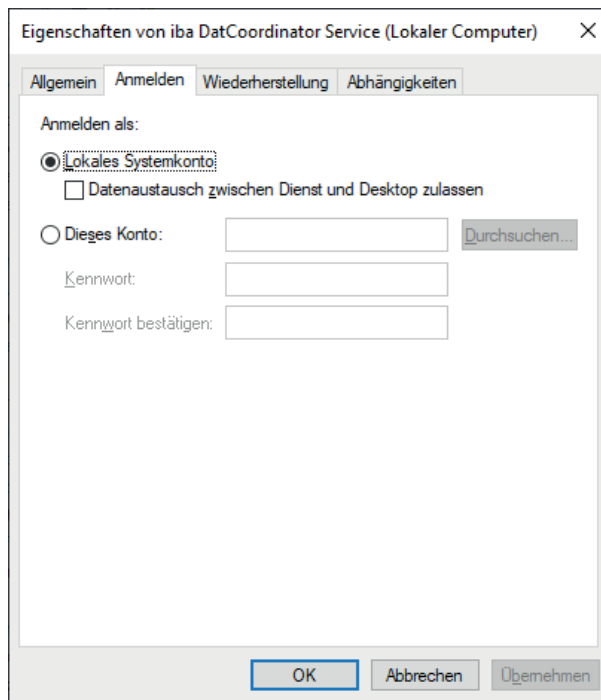 Eigenschaften von iba DatCoordinator Service (Lokaler Computer)
Allgemein Anmelden Wiederherstellung Abhängigkeiten
Anmelden als:
Lokales Systemkonto
Datenaustausch zwischen Dienst und Desktop zulassen
Dieses Konto: Durchsuchen...
Kennwort:
Kennwort bestätigen:
OK Abbrechen Übernehmen